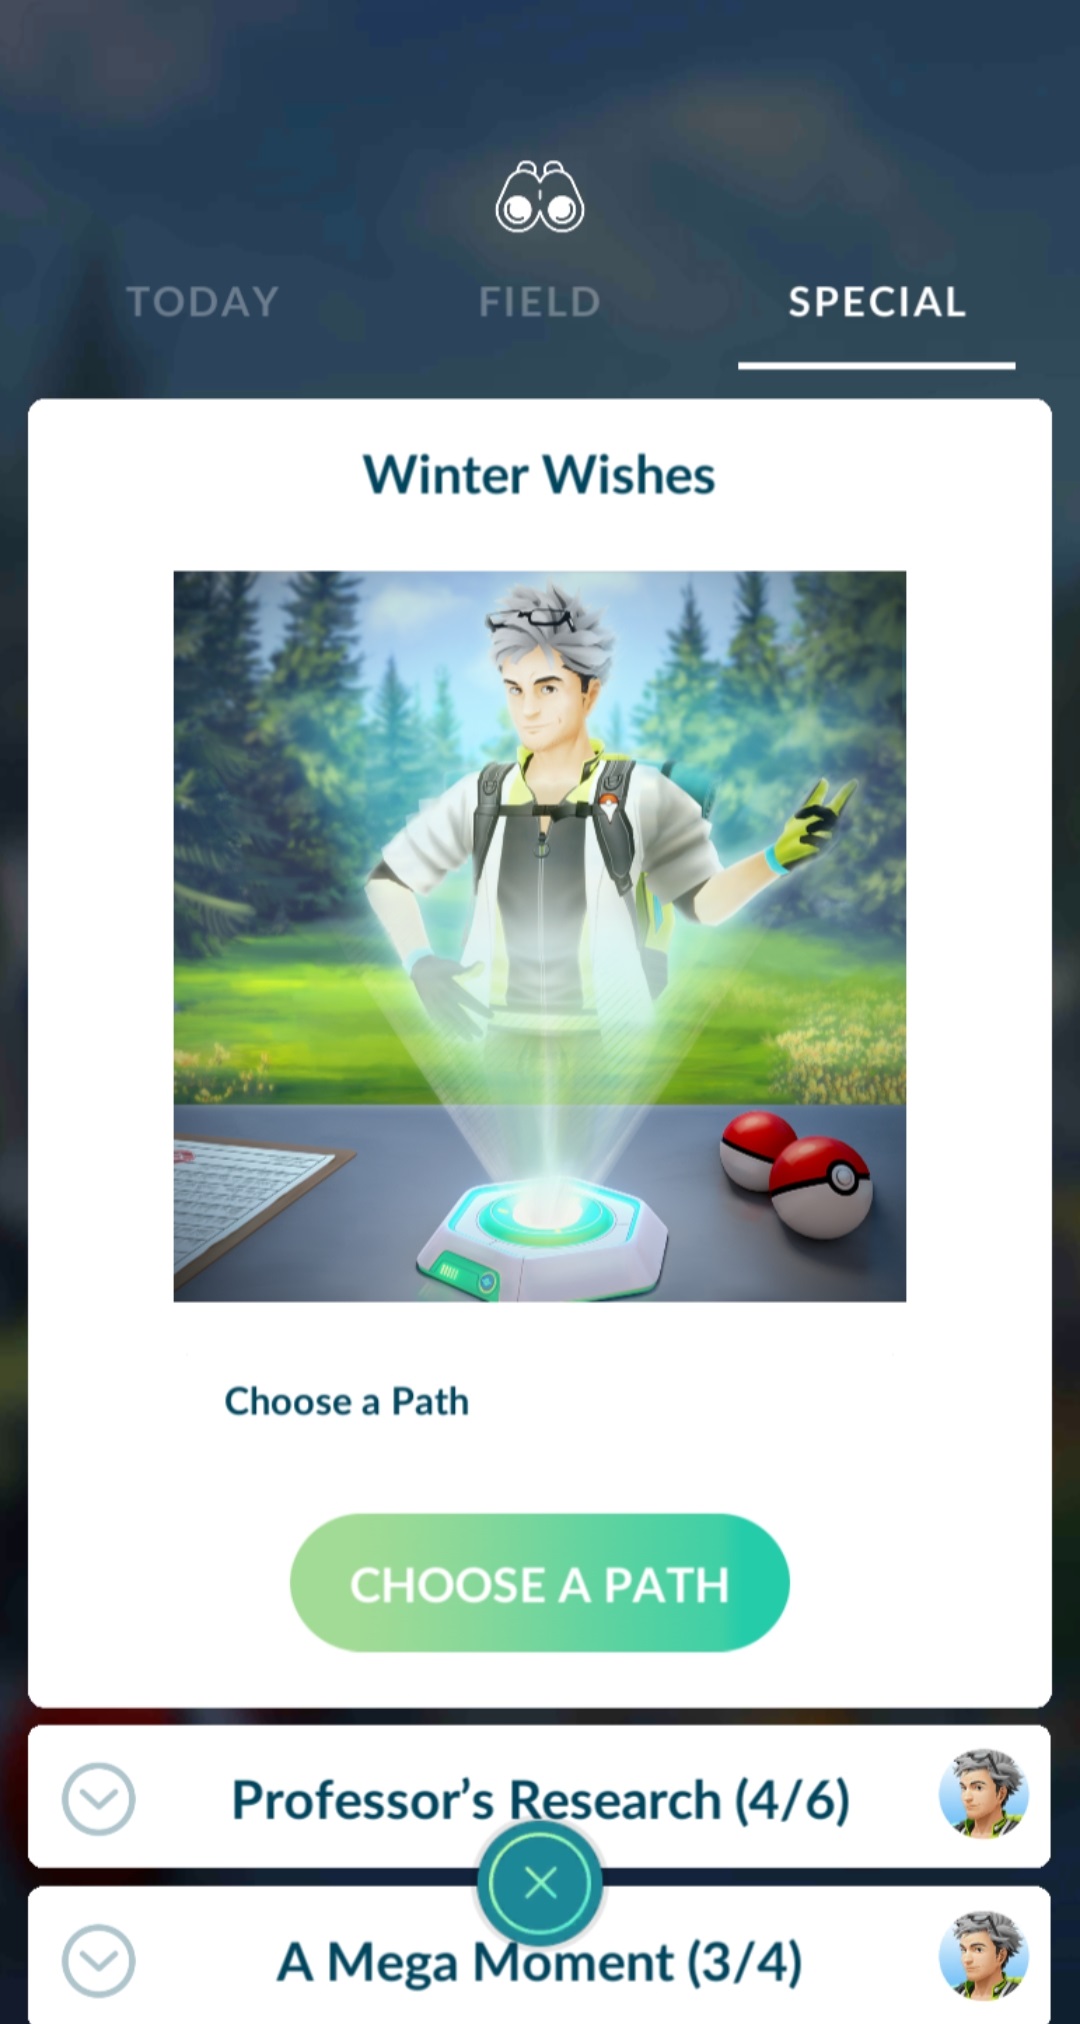 TODAY
FIELD
SPECIAL
Winter Wishes
Choose a Path
CHOOSE A PATH
Professor’s Research (4/6)
A Mega Moment (3/4)